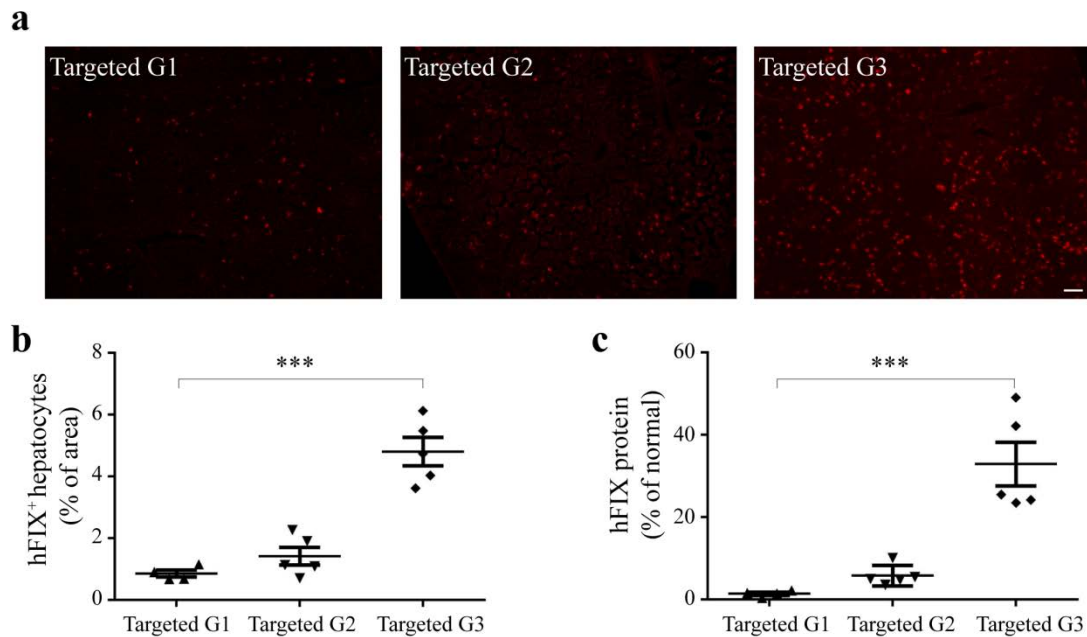 a
Targeted G1
Targeted G2
Targeted G3
b
hFIX⁺ hepatocytes
(% of area)
8
6
4
2
0
***
Targeted G1
Targeted G2
Targeted G3
c
hFIX protein
(% of normal)
60
40
20
0
***
Targeted G1
Targeted G2
Targeted G3